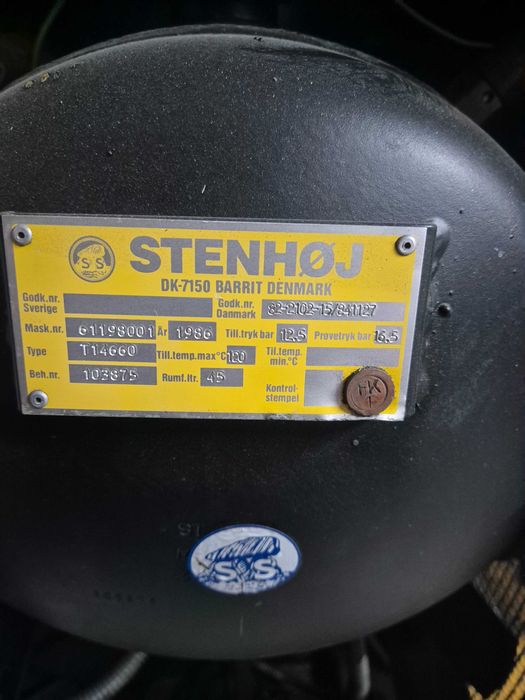 STENHØJ
DK-7150 BARRIT DENMARK
Godk.nr. Sverige Godk.nr. Danmark 82-2102-15/841127
Mask.nr. 61198001 År 1986 Till.tryk bar 12.5 Prøvetryk bar 16.5
Type T14660 Till.temp.max°C 120 Til.temp. min.°C
Beh.nr. 103875 Rumf.ltr. 45 Kontrol-stempel
S S